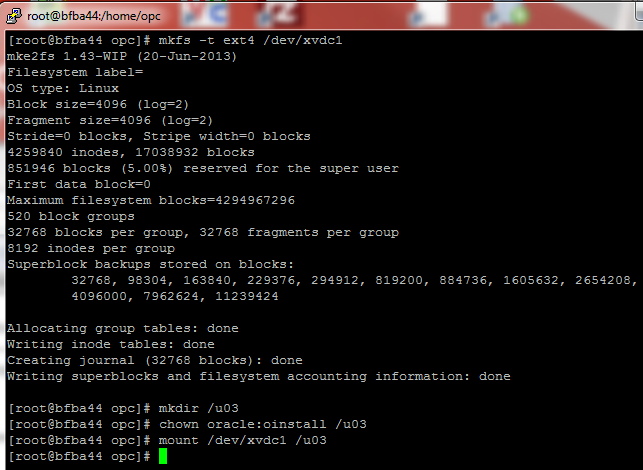 root@bfba44:/home/opc
[root@bfba44 opc]# mkfs -t ext4 /dev/xvdc1
mke2fs 1.43-WIP (20-Jun-2013)
Filesystem label=
OS type: Linux
Block size=4096 (log=2)
Fragment size=4096 (log=2)
Stride=0 blocks, Stripe width=0 blocks
4259840 inodes, 17038932 blocks
851946 blocks (5.00%) reserved for the super user
First data block=0
Maximum filesystem blocks=4294967296
520 block groups
32768 blocks per group, 32768 fragments per group
8192 inodes per group
Superblock backups stored on blocks:
32768, 98304, 163840, 229376, 294912, 819200, 884736, 1605632, 2654208,
4096000, 7962624, 11239424
Allocating group tables: done
Writing inode tables: done
Creating journal (32768 blocks): done
Writing superblocks and filesystem accounting information: done
[root@bfba44 opc]# mkdir /u03
[root@bfba44 opc]# chown oracle:oinstall /u03
[root@bfba44 opc]# mount /dev/xvdc1 /u03
[root@bfba44 opc]#